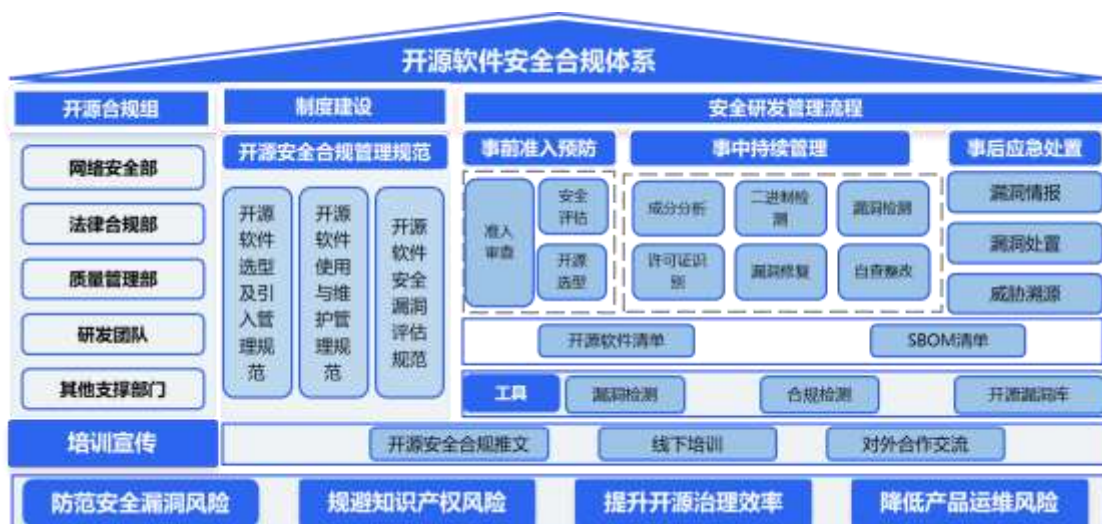 开源软件安全合规体系
开源合规组
制度建设
安全研发管理流程
网络安全部
法律合规部
质量管理部
研发团队
其他支撑部门
开源安全合规管理规范
开源
软件
选型
及引
入管
理规
范
开源
软件
使用
与维
护管
理规
范
开源
软件
安全
漏洞
评估
规范
事前准入预防
事中持续管理
事后应急处置
准入
审查
安全
评估
开源
选型
成分分析
二进制检
测
漏洞检测
许可证识
别
漏洞修复
自查整改
漏洞情报
漏洞处置
威胁溯源
开源软件清单
SBOM清单
工具
漏洞检测
合规检测
开源漏洞库
培训宣传
开源安全合规推文
线下培训
对外合作交流
防范安全漏洞风险
规避知识产权风险
提升开源治理效率
降低产品运维风险